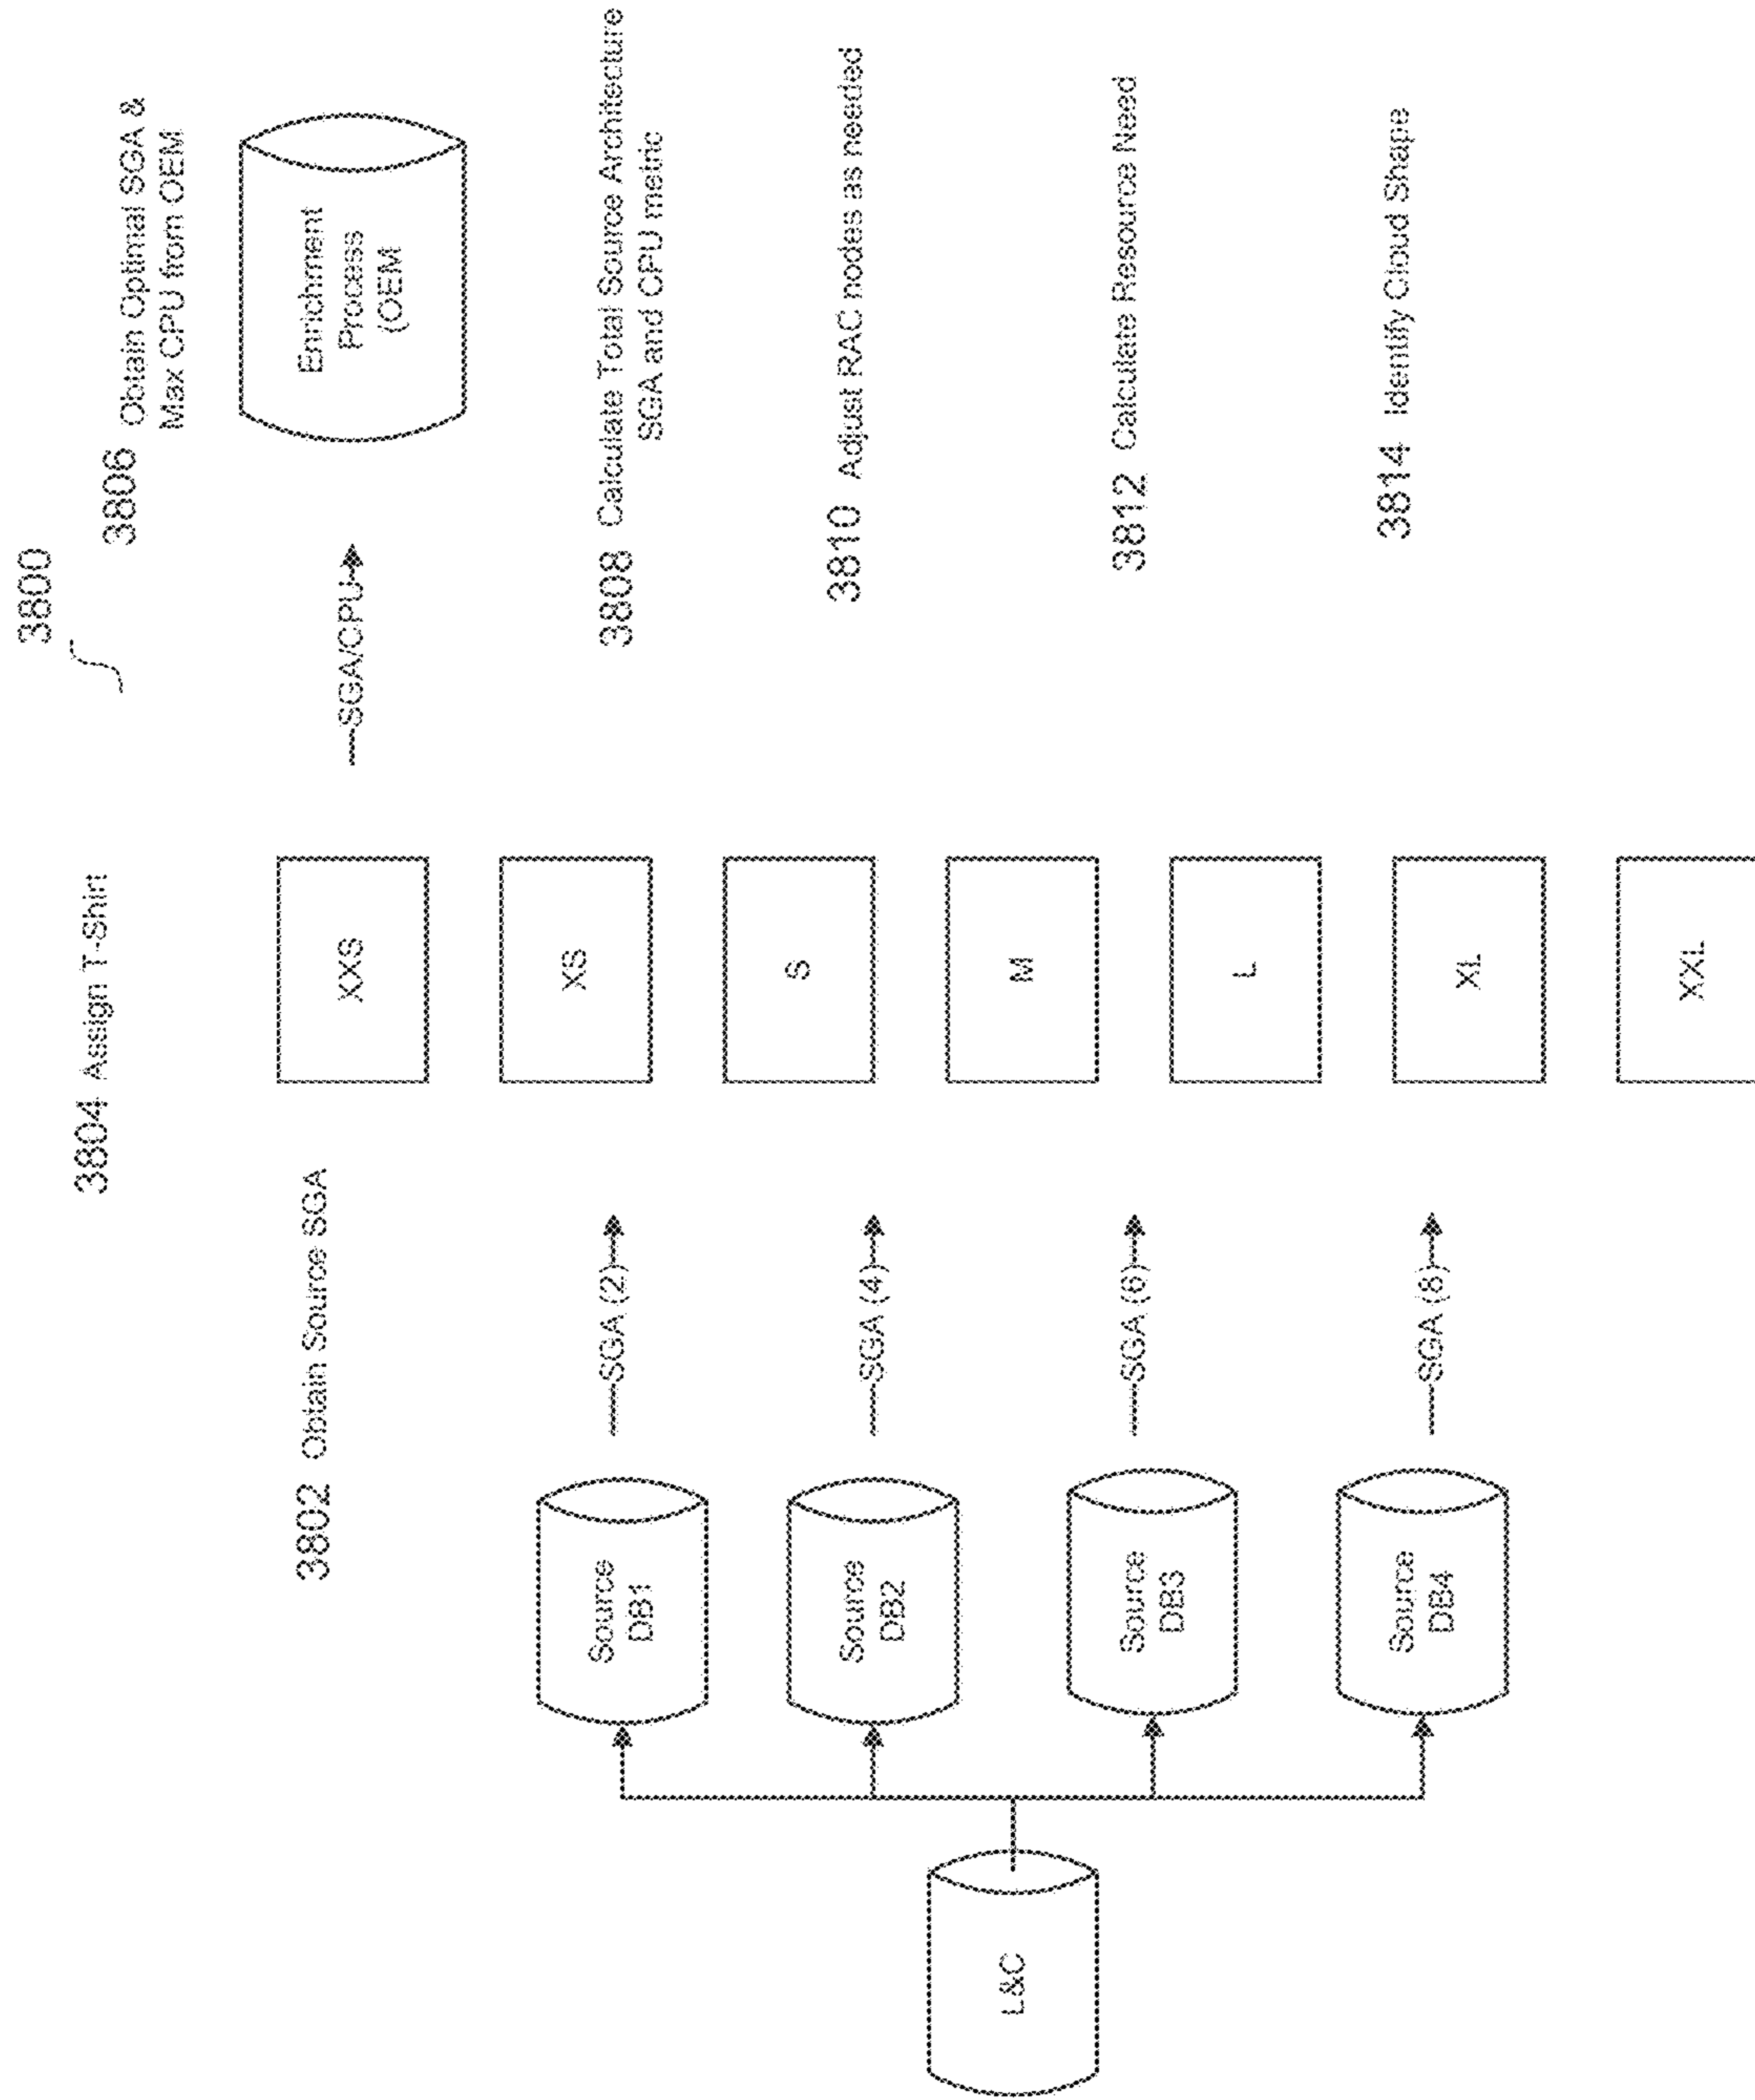 3800
3802 Obtain Source SGA
3804 Assign T-Shirt
3806 Obtain Optimal SGA &
Max CPU from OEM
L&C
Source
DB1
Source
DB2
Source
DB3
Source
DB4
SGA (2)
SGA (4)
SGA (6)
SGA (8)
XXS
XS
S
M
L
XL
XXL
SGA/CPU
Enrichment
Process
(OEM
3808 Calculate Total Source Architecture
SGA and CPU metric
3810 Adjust RAC nodes as needed
3812 Calculate Resource Need
3814 Identify Cloud Shape